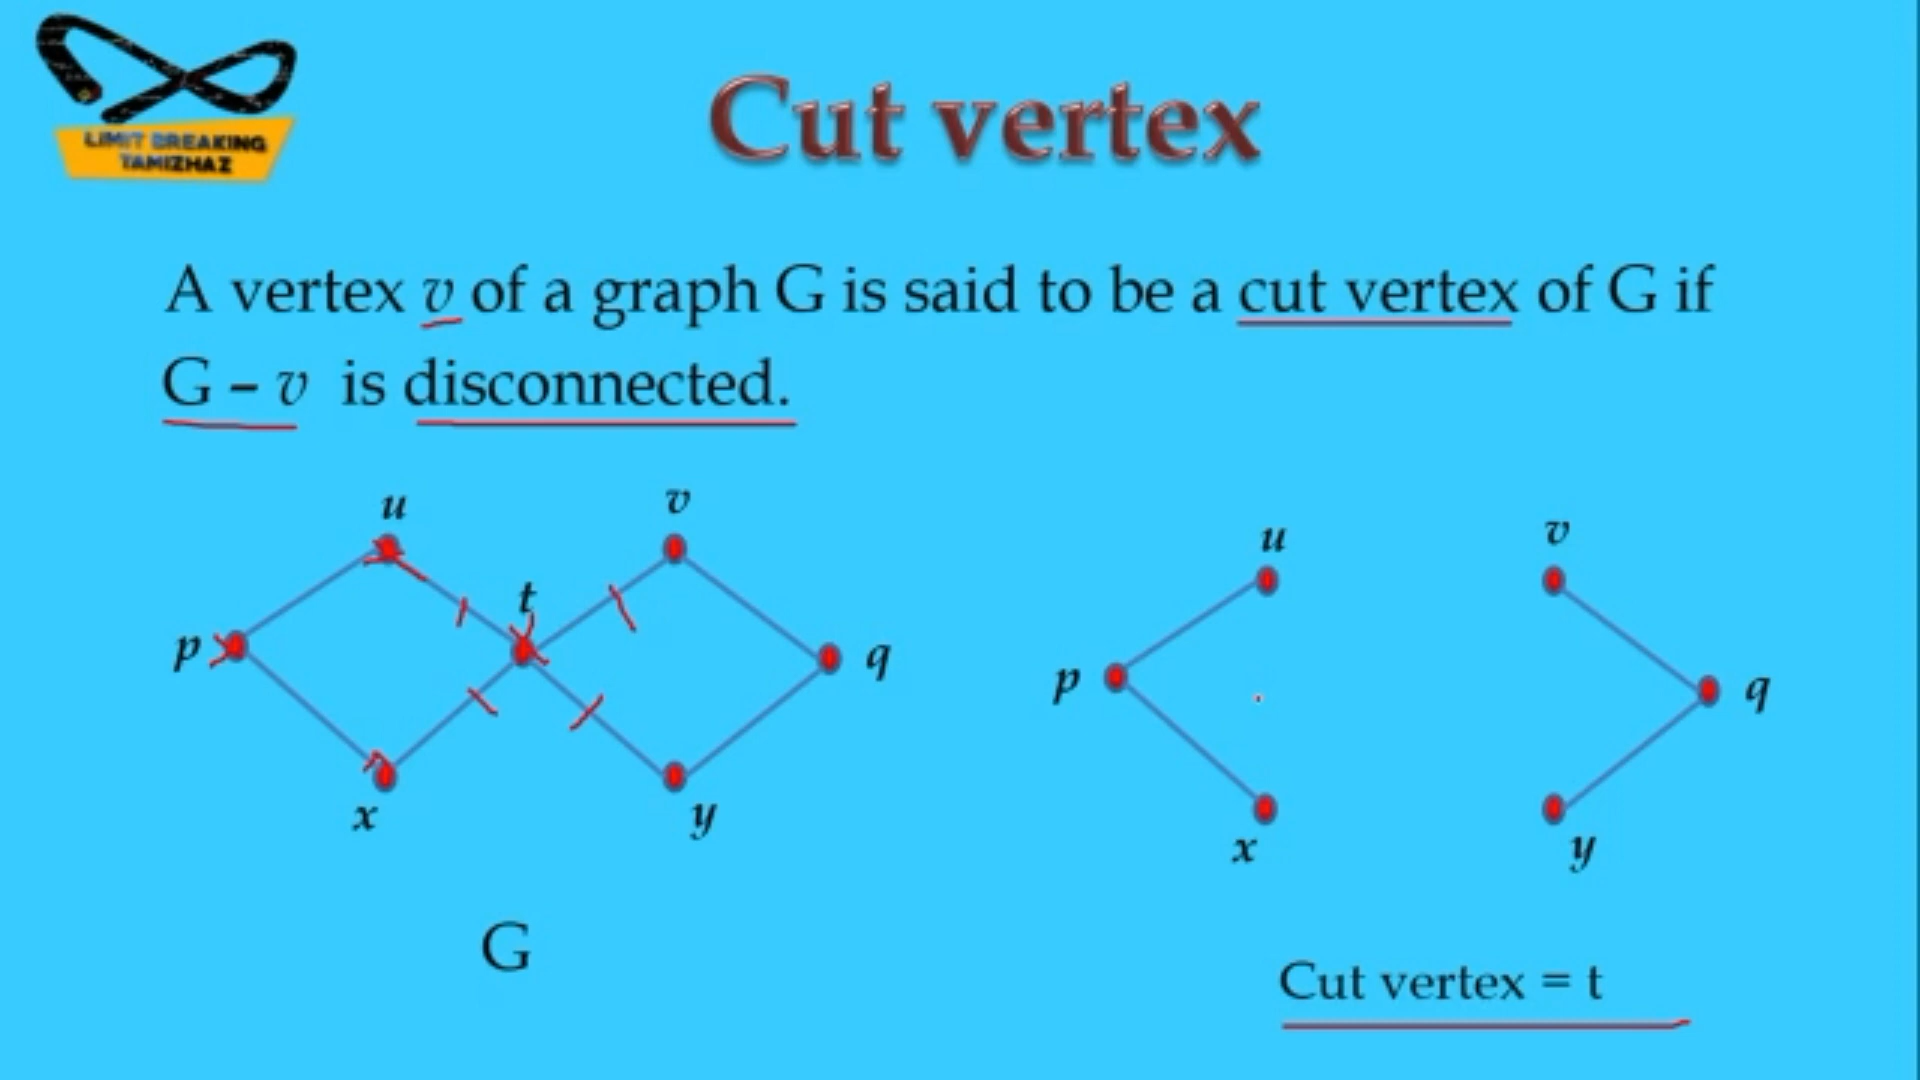 LIMIT BREAKING
TAMIZHAZ
Cut vertex
A vertex v of a graph G is said to be a cut vertex of G if
G – v is disconnected.
u
v
t
p
q
x
y
G
u
v
p
q
x
y
Cut vertex = t